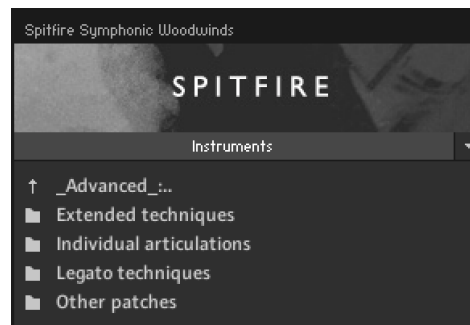 Spitfire Symphonic Woodwinds
SPITFIRE
Instruments
↑ _Advanced_:..
Extended techniques
Individual articulations
Legato techniques
Other patches